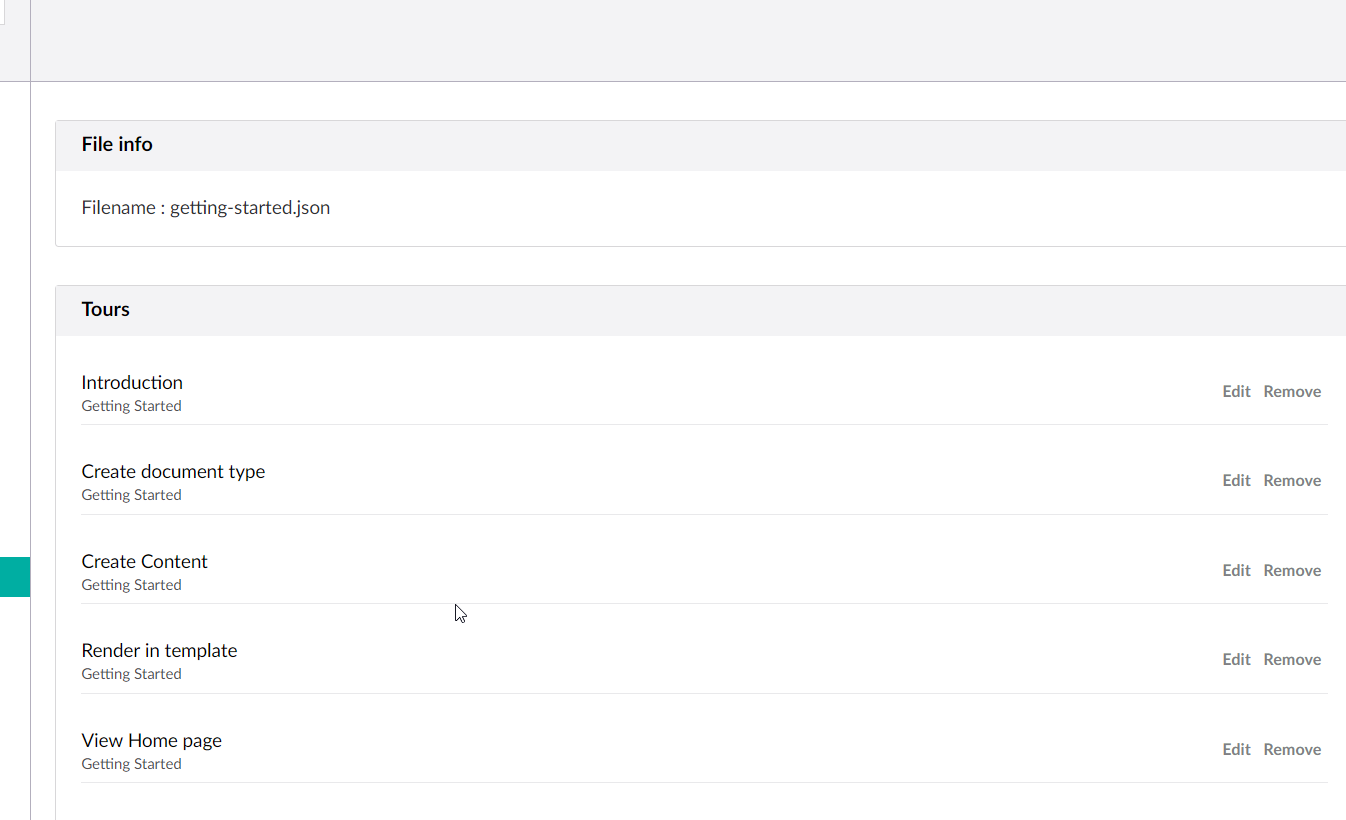 File info
Filename : getting-started.json
Tours
Introduction
Getting Started
Edit Remove
Create document type
Getting Started
Edit Remove
Create Content
Getting Started
Edit Remove
Render in template
Getting Started
Edit Remove
View Home page
Getting Started
Edit Remove